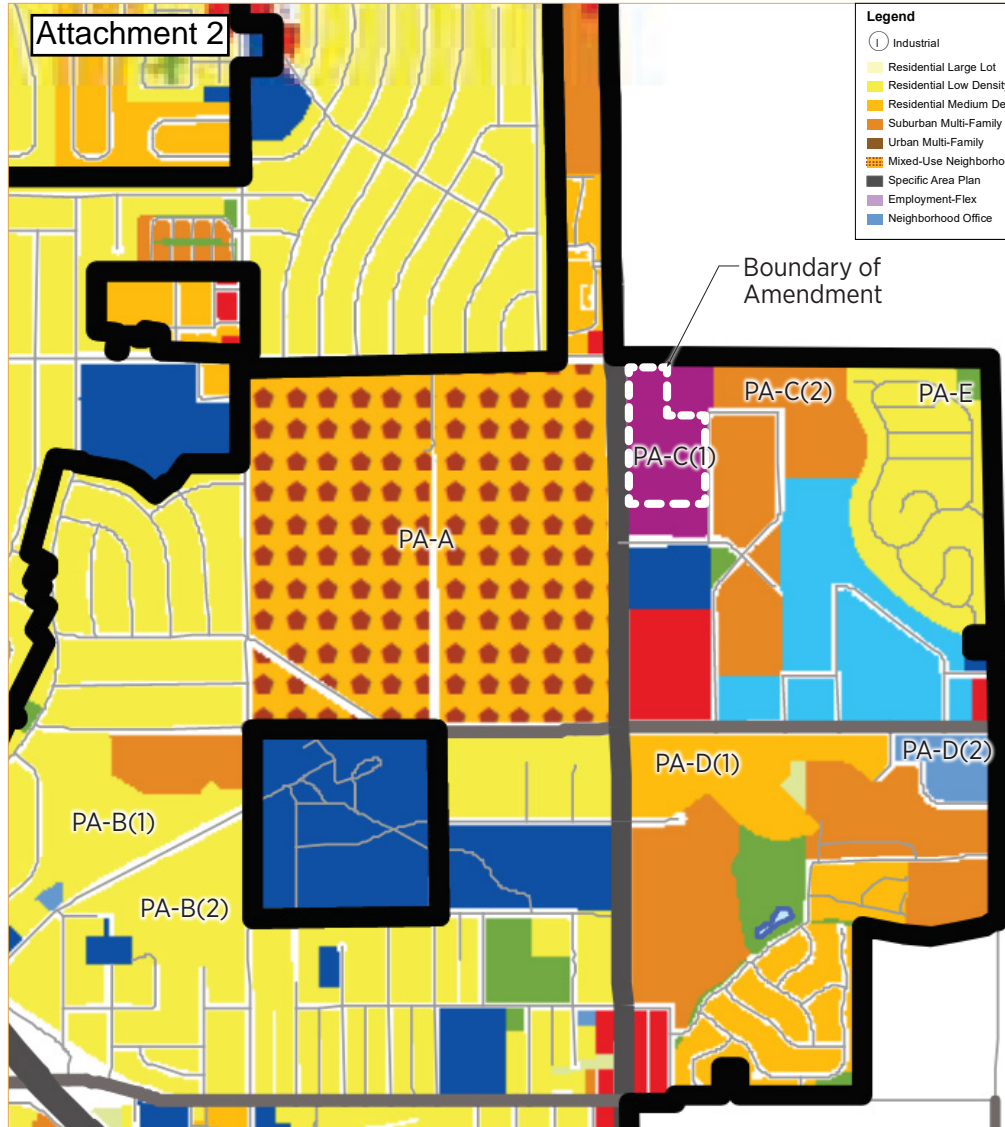 Attachment 2
Legend
I Industrial
Residential Large Lot
Residential Low Density
Residential Medium De
Suburban Multi-Family
Urban Multi-Family
Mixed-Use Neighborho
Specific Area Plan
Employment-Flex
Neighborhood Office
Boundary of
Amendment
PA-C(2)
PA-E
PA-C(1)
PA-A
PA-D(1)
PA-D(2)
PA-B(1)
PA-B(2)